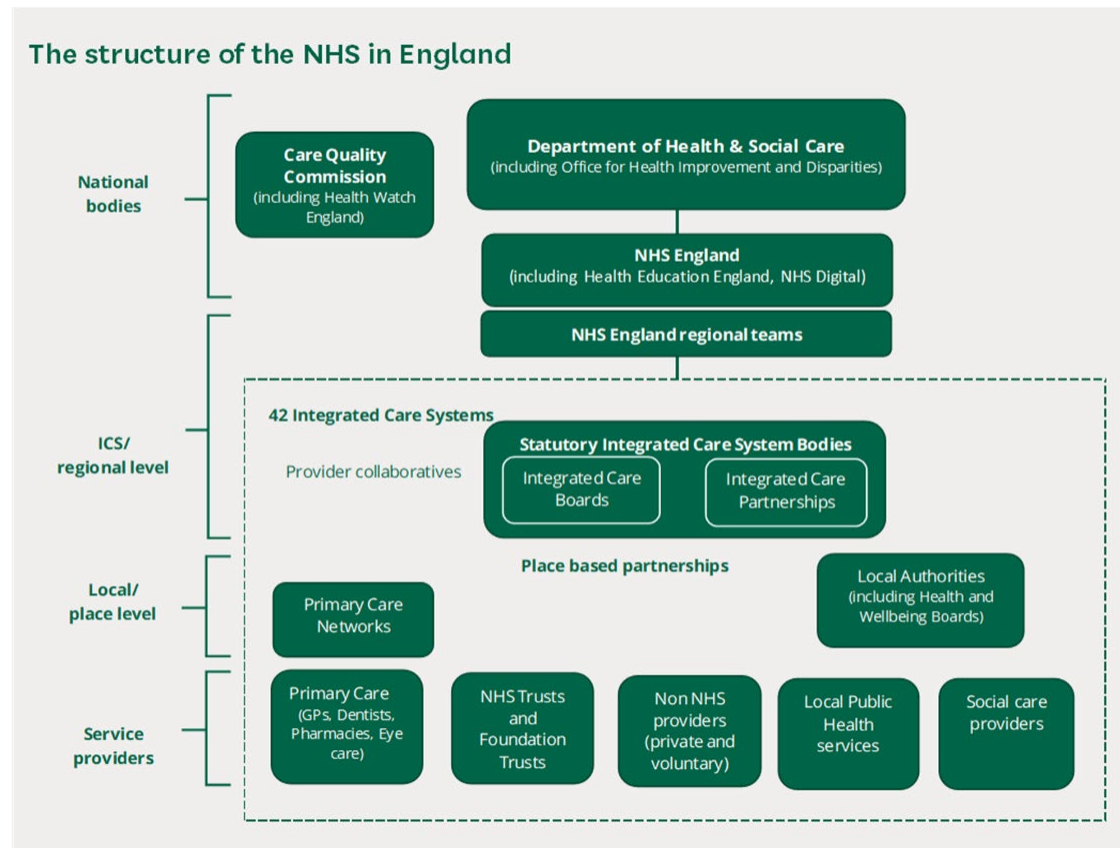 The structure of the NHS in England
National
bodies
Care Quality
Commission
(including Health Watch
England)
Department of Health & Social Care
(including Office for Health Improvement and Disparities)
NHS England
(including Health Education England, NHS Digital)
ICS/
regional level
NHS England regional teams
42 Integrated Care Systems
Provider collaboratives
Statutory Integrated Care System Bodies
Integrated Care
Boards
Integrated Care
Partnerships
Local/
place level
Place based partnerships
Primary Care
Networks
Local Authorities
(including Health and
Wellbeing Boards)
Service
providers
Primary Care
(GPs, Dentists,
Pharmacies, Eye
care)
NHS Trusts
and
Foundation
Trusts
Non NHS
providers
(private and
voluntary)
Local Public
Health
services
Social care
providers